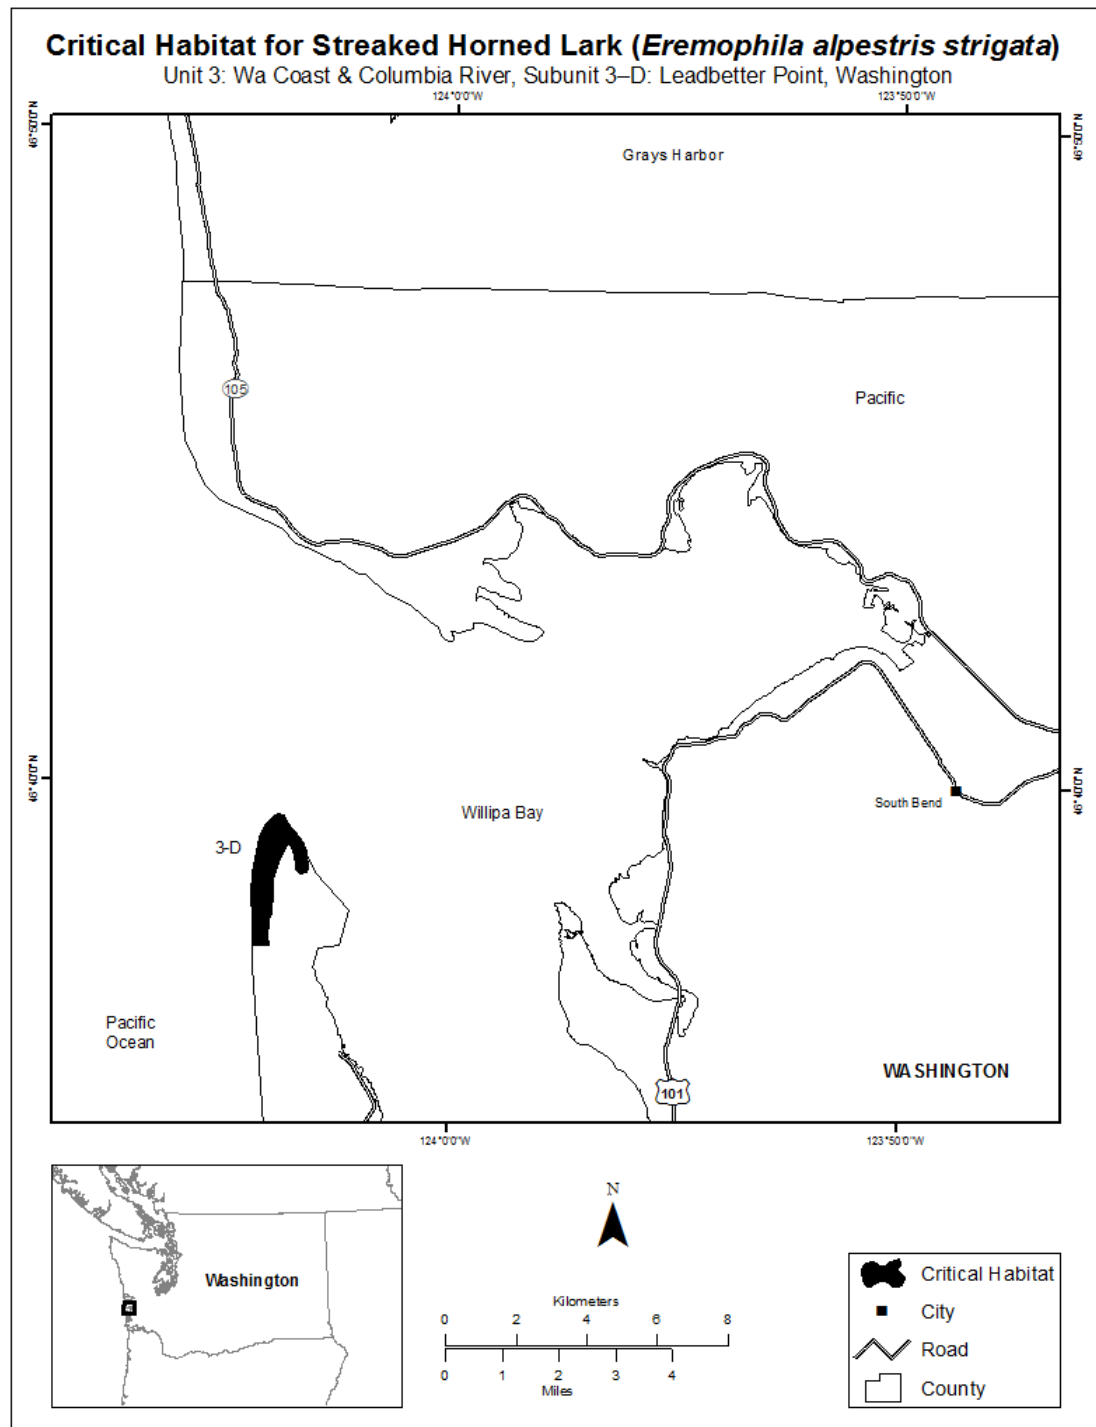 Critical Habitat for Streaked Horned Lark (Eremophila alpestris strigata)
Unit 3: Wa Coast & Columbia River, Subunit 3–D: Leadbetter Point, Washington
124°0'0"W
123°50'0"W
46°50'0"N
46°50'0"N
Grays Harbor
105
Pacific
46°40'0"N
46°40'0"N
South Bend
Willipa Bay
3-D
Pacific
Ocean
WASHINGTON
101
124°0'0"W
123°50'0"W
Washington
N
Kilometers
0 2 4 6 8
0 1 2 3 4
Miles
Critical Habitat
City
Road
County